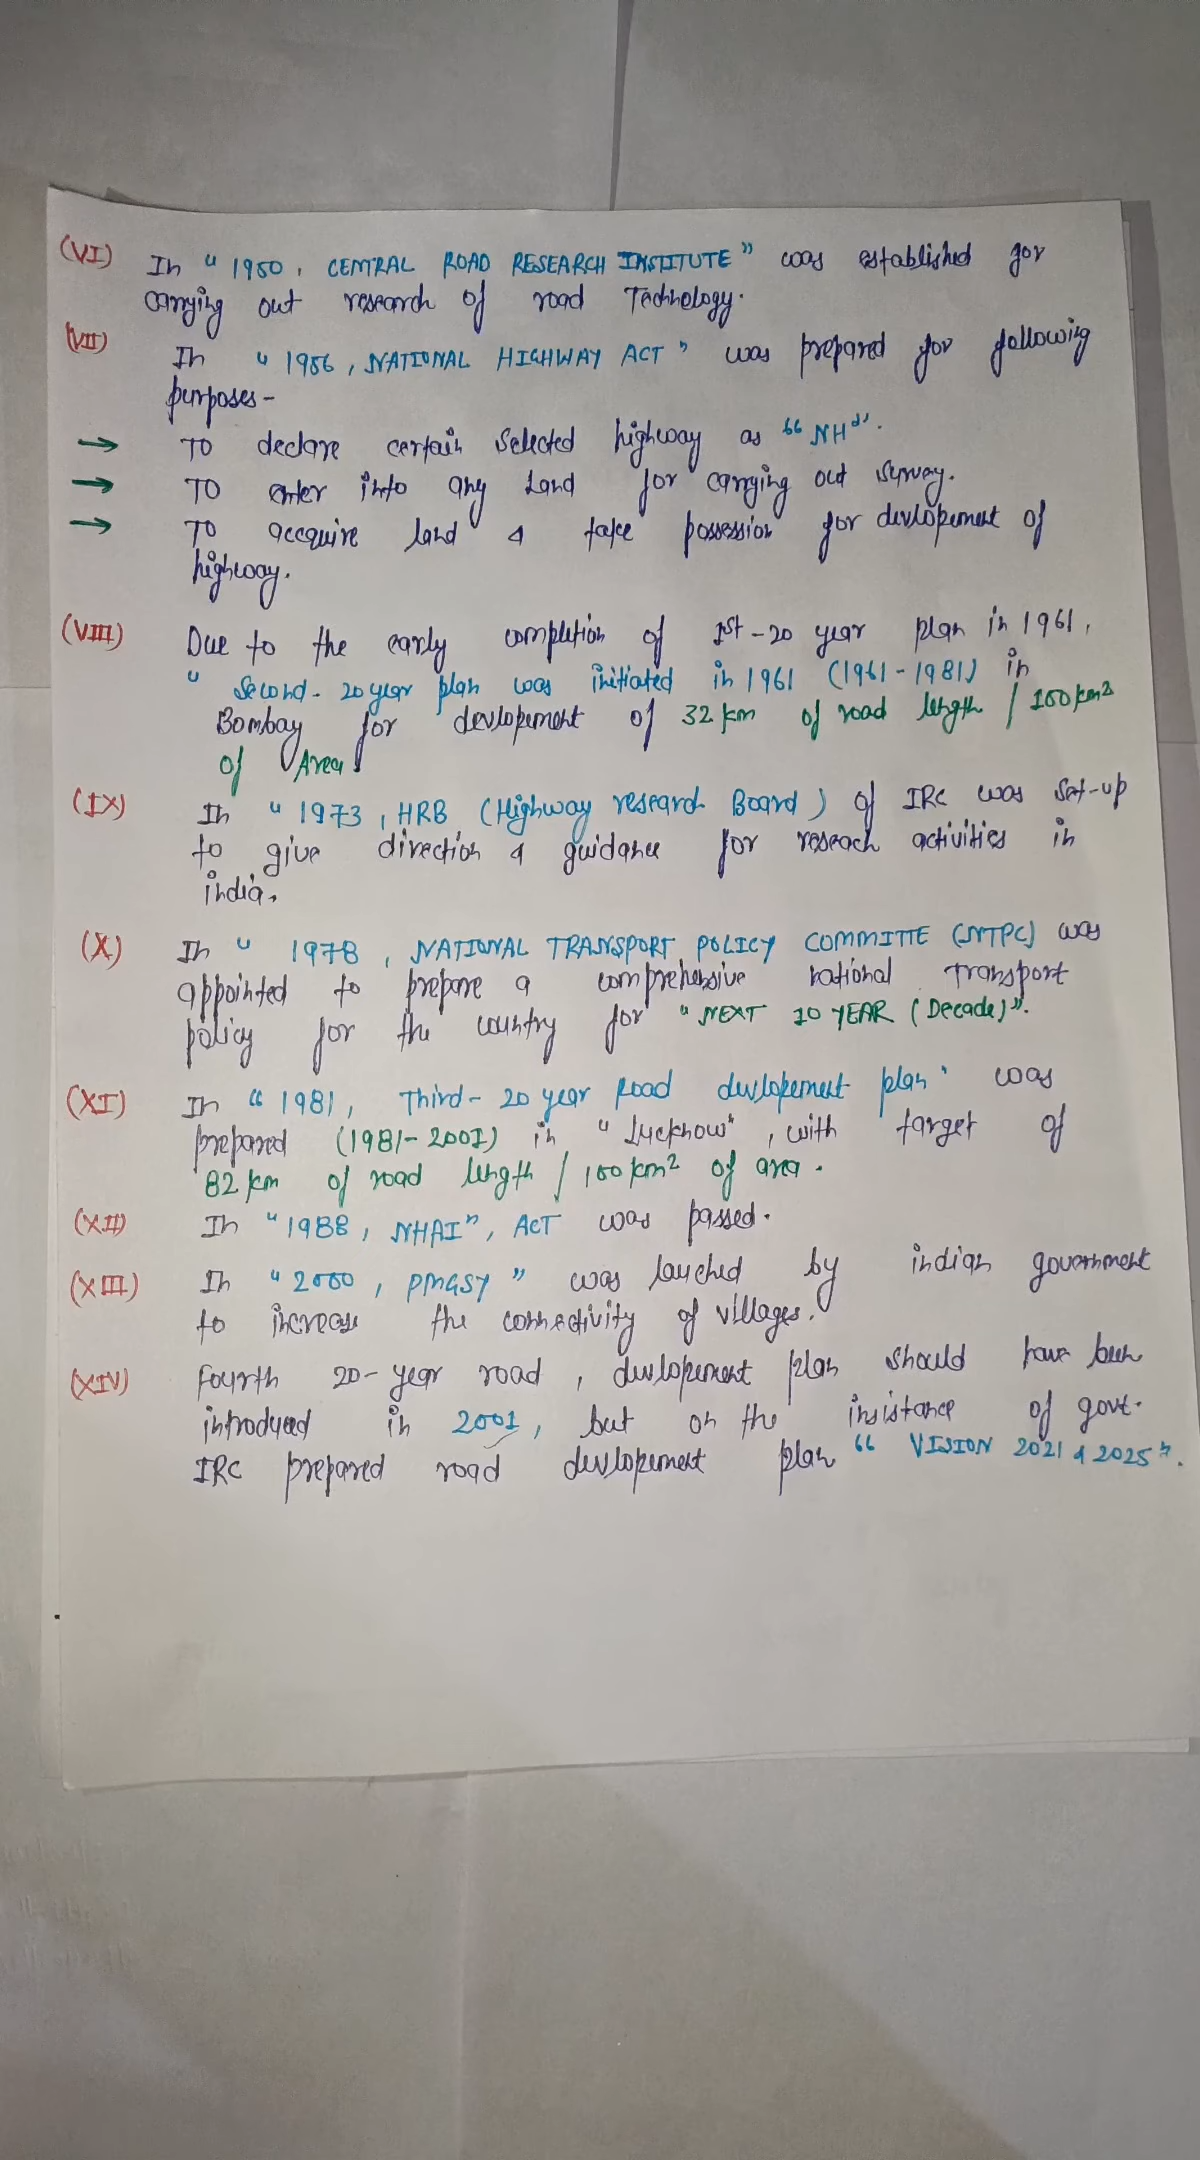 (VI) In "1950, CENTRAL ROAD RESEARCH INSTITUTE" was established for
carrying out research of road Technology.
(VII) In "1956, NATIONAL HIGHWAY ACT" was prepared for following
purposes-
→ TO declare certain selected highway as "NH".
→ TO enter into any Land for carrying out survay.
→ TO accquire land & take possession for devlopement of
highway.
(VIII) Due to the early completion of 1st-20 year plan in 1961,
" Second-20 year plan was initiated in 1961 (1961-1981) in
Bombay for devlopement of 32 km of road length / 100 km²
of Area.
(IX) In "1973, HRB (Highway research Board) of IRC was set-up
to give direction & guidance for reseach activities in
india.
(X) In " 1978, NATIONAL TRANSPORT POLICY COMMITTE (NTPC) was
appointed to prepare a comprehensive national transport
policy for the country for "NEXT 10 YEAR (Decade)".
(XI) In "1981, Third-20 year Road devlopement plan" was
prepared (1981-2001) in "Lucknow", with target of
82 km of road length / 100 km² of area.
(XII) In "1988, NHAI", ACT was passed.
(XIII) In "2000, PMGSY" was lauched by indian government
to increase the connectivity of villages.
(XIV) Fourth 20-year road, devlopement plan should have been
introdued in 2001, but on the insistance of govt.
IRC prepared road devlopement plan "VISION 2021 & 2025".